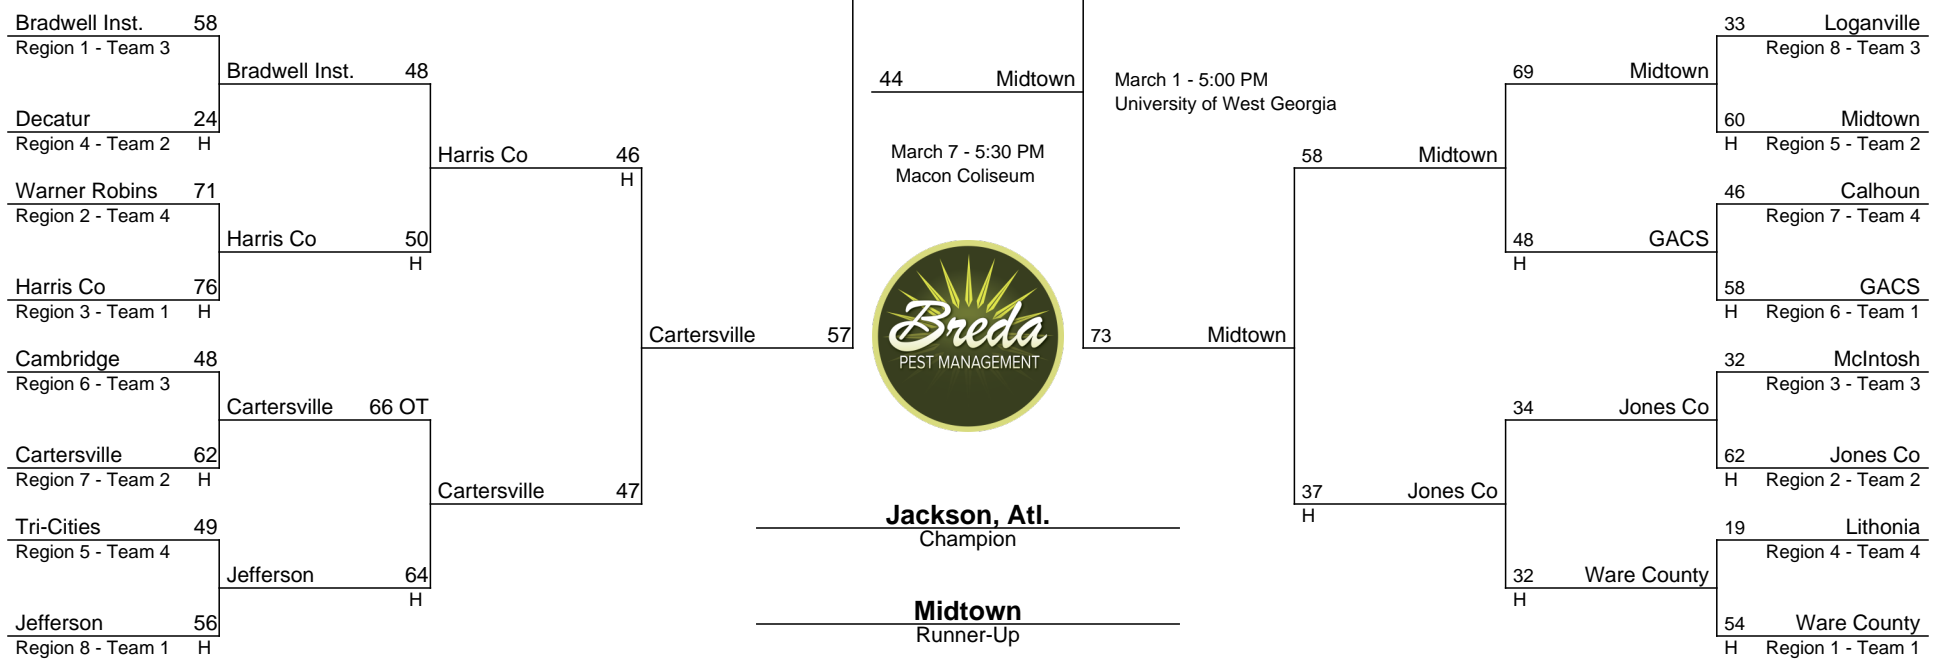 Bradwell Inst. 58
Region 1 - Team 3
Decatur 24
Region 4 - Team 2 H
Warner Robins 71
Region 2 - Team 4
Harris Co 76
Region 3 - Team 1 H
Cambridge 48
Region 6 - Team 3
Cartersville 62
Region 7 - Team 2 H
Tri-Cities 49
Region 5 - Team 4
Jefferson 56
Region 8 - Team 1 H
Bradwell Inst. 48
Harris Co 50
H
Cartersville 66 OT
Jefferson 64
H
Harris Co 46
H
Cartersville 47
Cartersville 57
44 Midtown
March 7 - 5:30 PM
Macon Coliseum
Breda
PEST MANAGEMENT
Jackson, Atl.
Champion
Midtown
Runner-Up
March 1 - 5:00 PM
University of West Georgia
73 Midtown
58 Midtown
37 Jones Co
H
69 Midtown
48 GACS
H
34 Jones Co
32 Ware County
H
33 Loganville
Region 8 - Team 3
60 Midtown
H Region 5 - Team 2
46 Calhoun
Region 7 - Team 4
58 GACS
H Region 6 - Team 1
32 McIntosh
Region 3 - Team 3
62 Jones Co
H Region 2 - Team 2
19 Lithonia
Region 4 - Team 4
54 Ware County
H Region 1 - Team 1